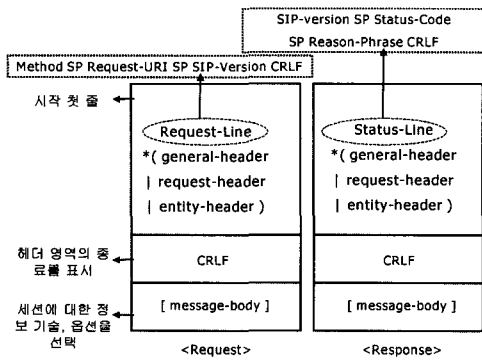 SIP-version SP Status-Code
SP Reason-Phrase CRLF
Method SP Request-URI SP SIP-Version CRLF
시작 첫 줄
Request-Line
*( general-header
| request-header
| entity-header )
Status-Line
*( general-header
| request-header
| entity-header )
헤더 영역의 종
료를 표시
CRLF
CRLF
세션에 대한 정
보 기술, 옵션을
선택
[ message-body ]
[ message-body ]
<Request>
<Response>